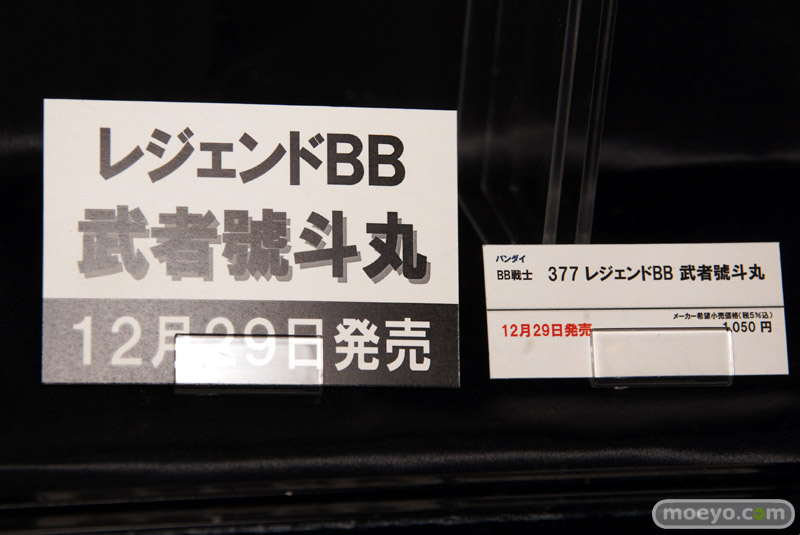 レジェンドBB
武者號斗丸
12月29日発売
バンダイ
BB戦士 377 レジェンドBB 武者號斗丸
メーカー希望小売価格(税5%込)
12月29日発売 1,050 円
moeyo.com